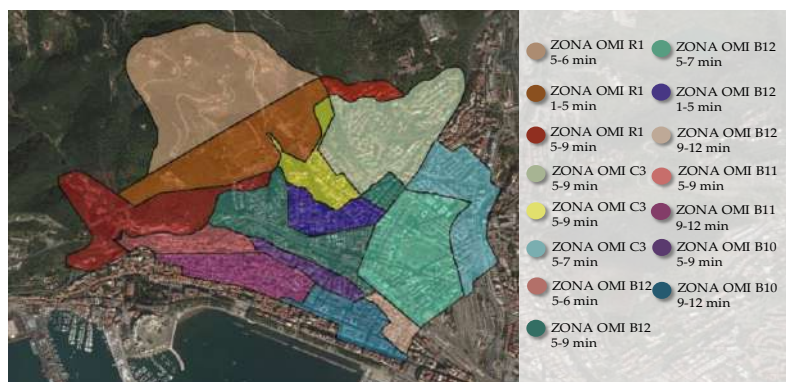 ZONA OMI R1
5-6 min
ZONA OMI R1
1-5 min
ZONA OMI R1
5-9 min
ZONA OMI C3
5-9 min
ZONA OMI C3
5-9 min
ZONA OMI C3
5-7 min
ZONA OMI B12
5-6 min
ZONA OMI B12
5-9 min
ZONA OMI B12
5-7 min
ZONA OMI B12
1-5 min
ZONA OMI B12
9-12 min
ZONA OMI B11
5-9 min
ZONA OMI B11
9-12 min
ZONA OMI B10
5-9 min
ZONA OMI B10
9-12 min